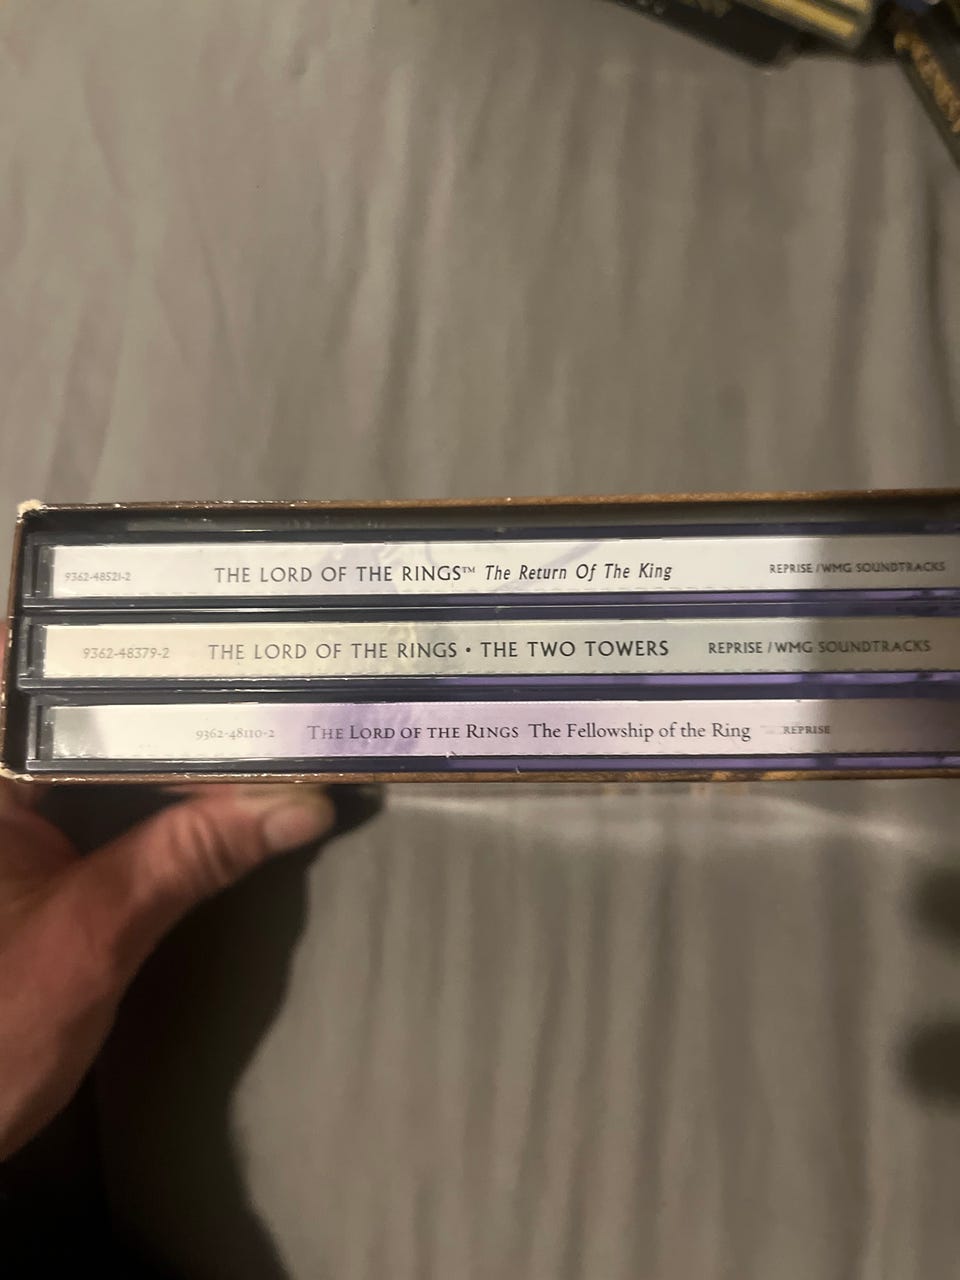 9362-48521-2 THE LORD OF THE RINGS™ The Return Of The King REPRISE / WMG SOUNDTRACKS
9362-48379-2 THE LORD OF THE RINGS • THE TWO TOWERS REPRISE / WMG SOUNDTRACKS
9362-48110-2 THE LORD OF THE RINGS The Fellowship of the Ring REPRISE